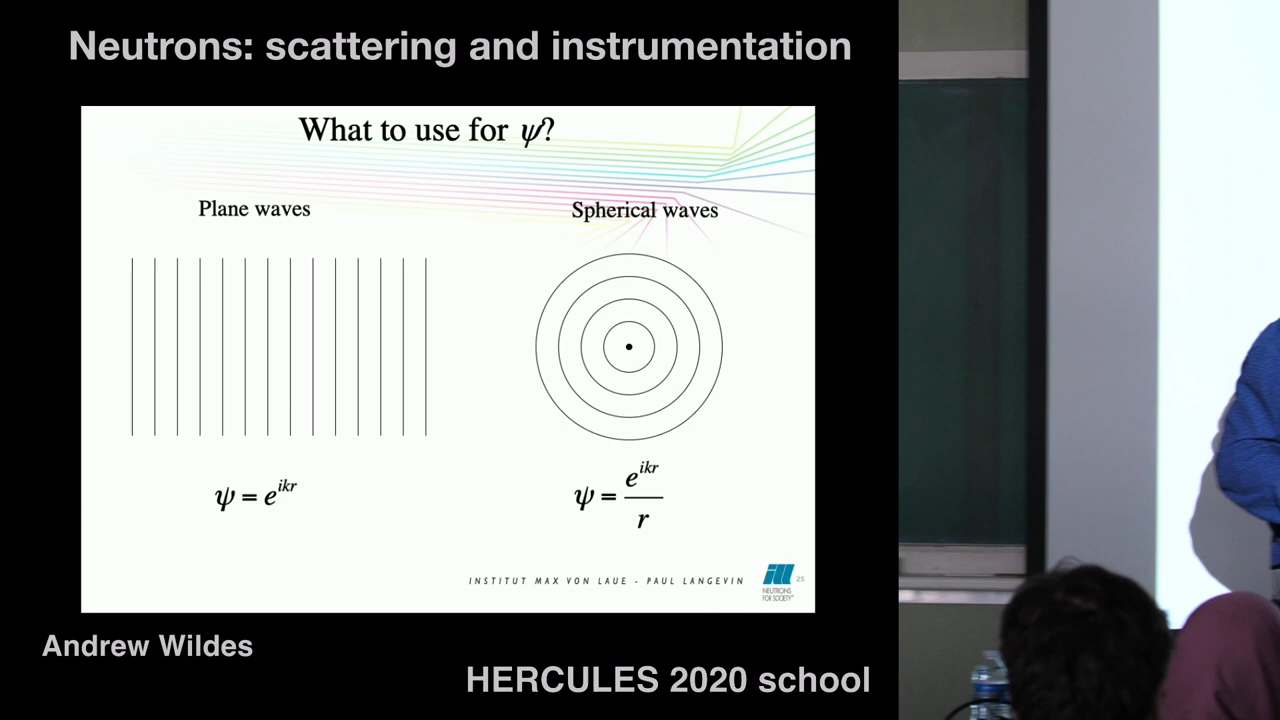 Neutrons: scattering and instrumentation
What to use for ψ?
Plane waves
Spherical waves
ψ = e^{ikr}
ψ = e^{ikr} / r
INSTITUT MAX VON LAUE - PAUL LANGEVIN
ill
25
NEUTRONS
FOR SOCIETY
Andrew Wildes
HERCULES 2020 school